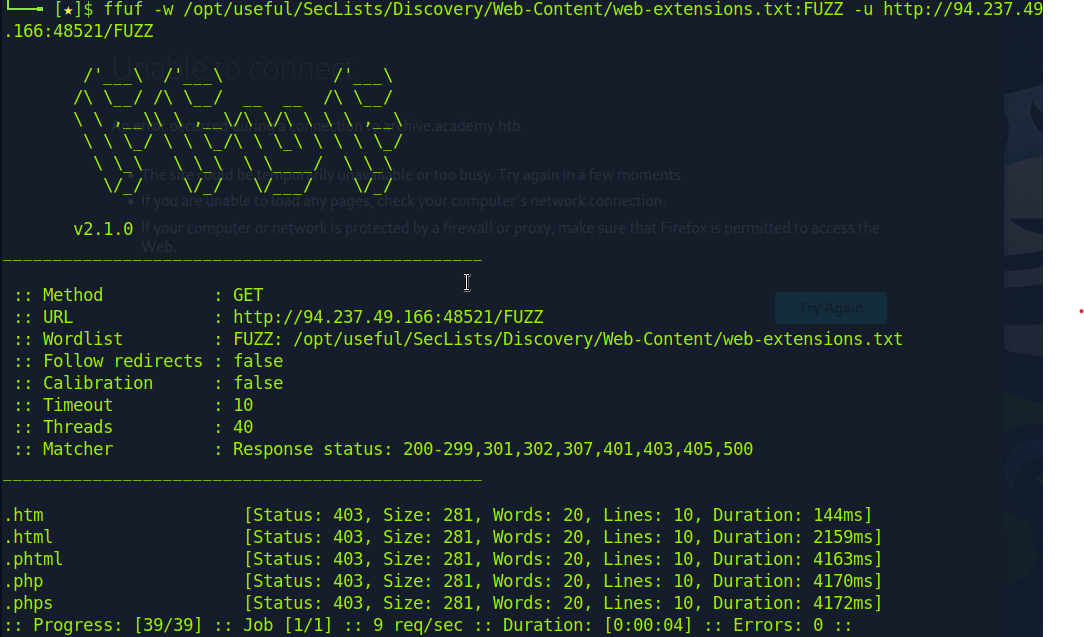 [★]$ ffuf -w /opt/useful/SecLists/Discovery/Web-Content/web-extensions.txt:FUZZ -u http://94.237.49
.166:48521/FUZZ
Unable to connect
An error occurred during a connection to archive.academy.htb.
The site could be temporarily unavailable or too busy. Try again in a few moments.
If you are unable to load any pages, check your computer's network connection.
v2.1.0
If your computer or network is protected by a firewall or proxy, make sure that Firefox is permitted to access the
Web.
________________________________________________
:: Method : GET
Try Again
:: URL : http://94.237.49.166:48521/FUZZ
:: Wordlist : FUZZ: /opt/useful/SecLists/Discovery/Web-Content/web-extensions.txt
:: Follow redirects : false
:: Calibration : false
:: Timeout : 10
:: Threads : 40
:: Matcher : Response status: 200-299,301,302,307,401,403,405,500
________________________________________________
.htm [Status: 403, Size: 281, Words: 20, Lines: 10, Duration: 144ms]
.html [Status: 403, Size: 281, Words: 20, Lines: 10, Duration: 2159ms]
.phtml [Status: 403, Size: 281, Words: 20, Lines: 10, Duration: 4163ms]
.php [Status: 403, Size: 281, Words: 20, Lines: 10, Duration: 4170ms]
.phps [Status: 403, Size: 281, Words: 20, Lines: 10, Duration: 4172ms]
:: Progress: [39/39] :: Job [1/1] :: 9 req/sec :: Duration: [0:00:04] :: Errors: 0 ::